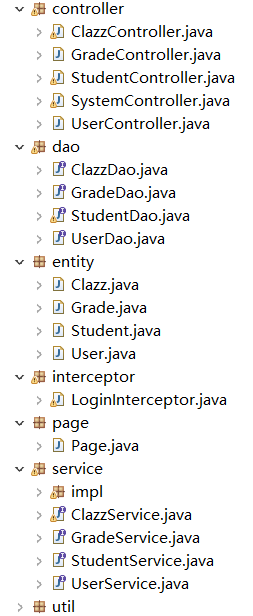 controller
ClazzController.java
GradeController.java
StudentController.java
SystemController.java
UserController.java
dao
ClazzDao.java
GradeDao.java
StudentDao.java
UserDao.java
entity
Clazz.java
Grade.java
Student.java
User.java
interceptor
LoginInterceptor.java
page
Page.java
service
impl
ClazzService.java
GradeService.java
StudentService.java
UserService.java
util